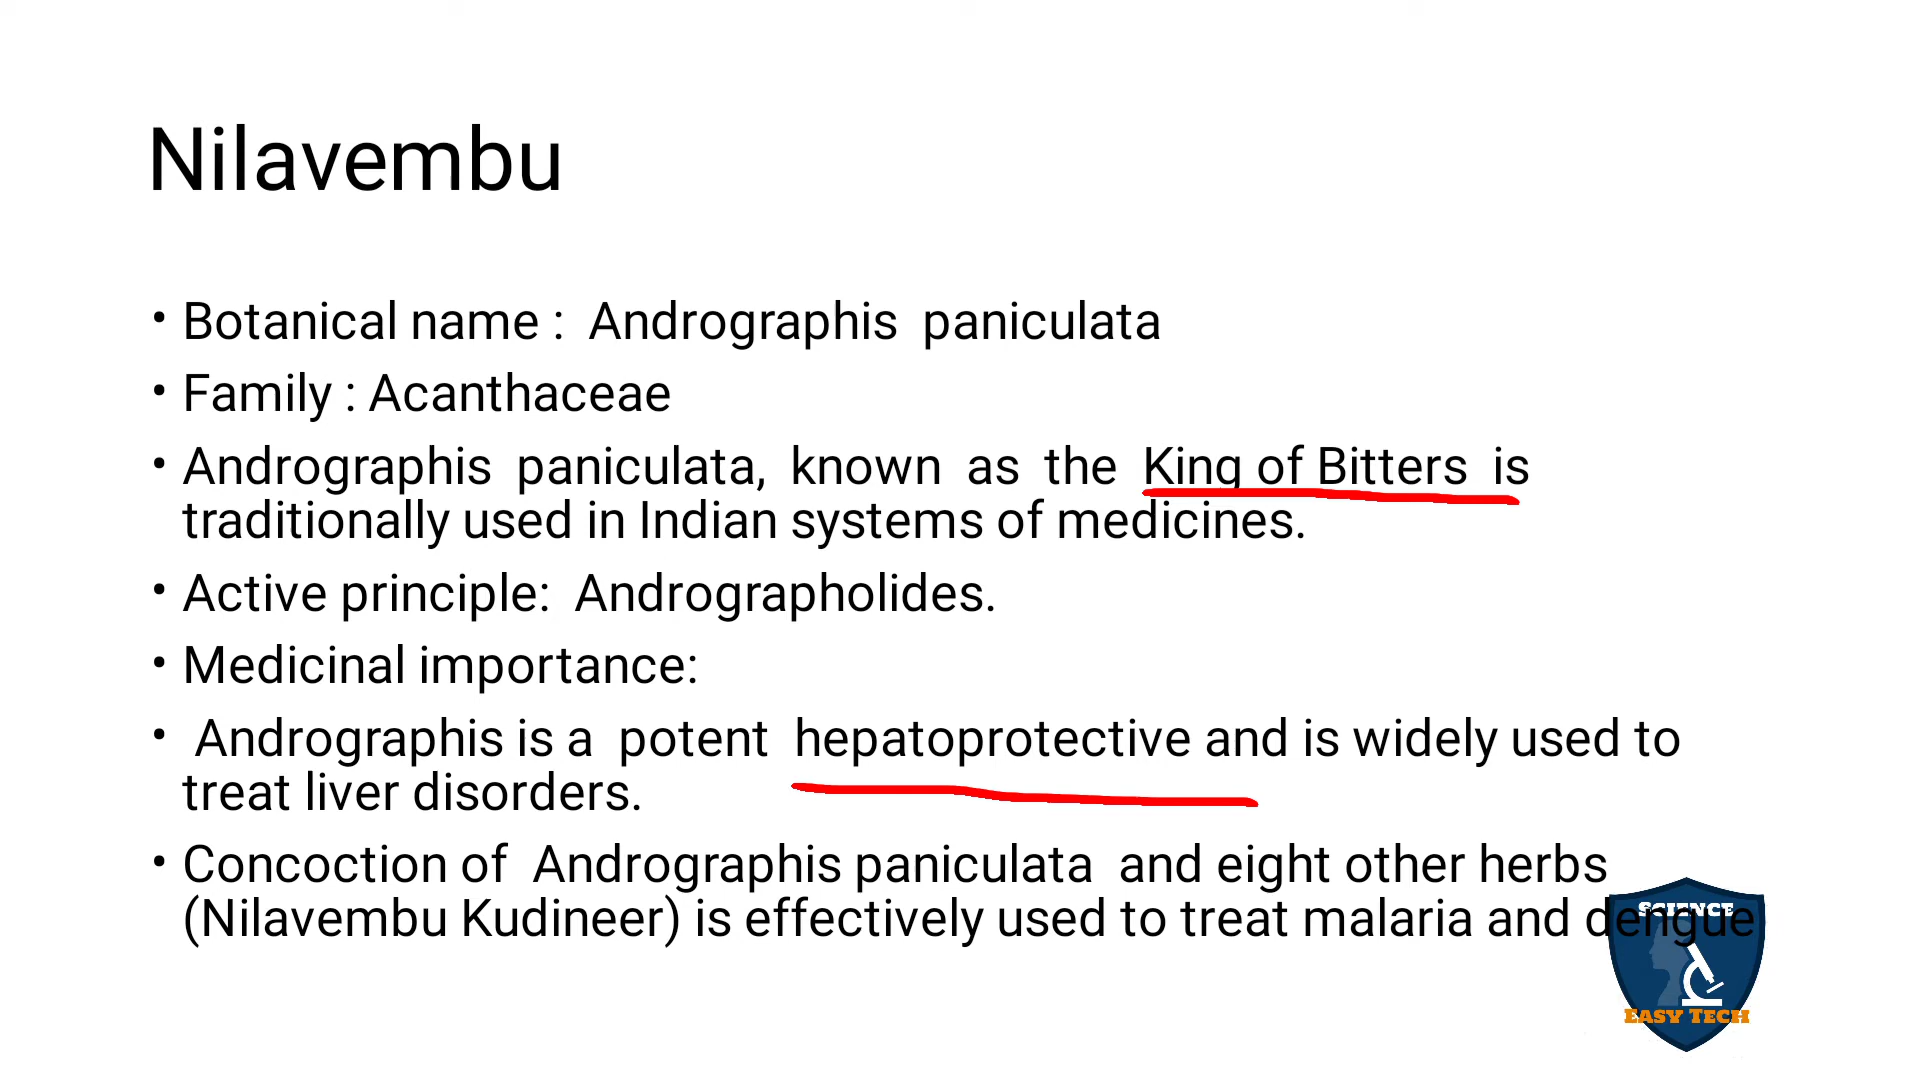 Nilavembu
• Botanical name : Andrographis paniculata
• Family : Acanthaceae
• Andrographis paniculata, known as the King of Bitters is
traditionally used in Indian systems of medicines.
• Active principle: Andrographolides.
• Medicinal importance:
• Andrographis is a potent hepatoprotective and is widely used to
treat liver disorders.
• Concoction of Andrographis paniculata and eight other herbs
(Nilavembu Kudineer) is effectively used to treat malaria and dengue
SCIENCE
EASY TECH